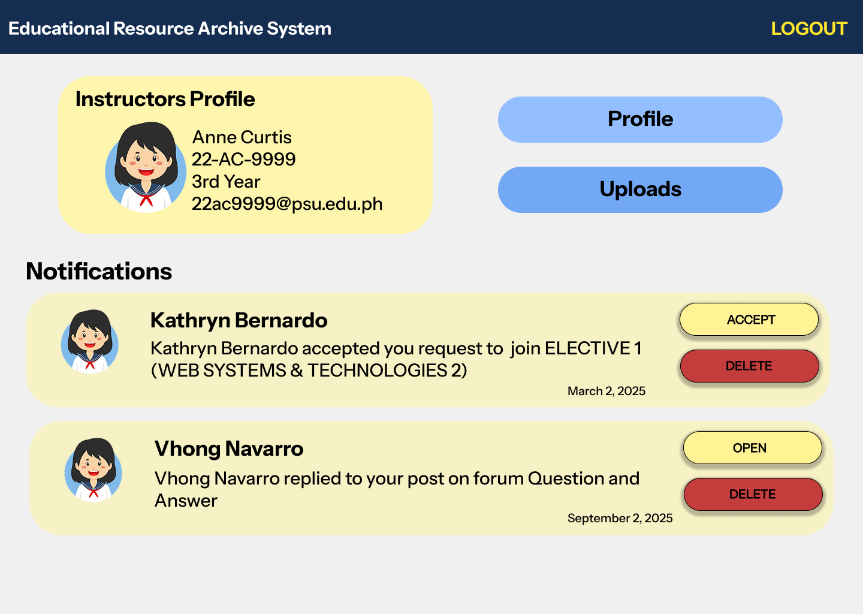 Educational Resource Archive System
LOGOUT
Instructors Profile
Anne Curtis
22-AC-9999
3rd Year
22ac9999@psu.edu.ph
Profile
Uploads
Notifications
Kathryn Bernardo
Kathryn Bernardo accepted you request to join ELECTIVE 1
(WEB SYSTEMS & TECHNOLOGIES 2)
March 2, 2025
ACCEPT
DELETE
Vhong Navarro
Vhong Navarro replied to your post on forum Question and
Answer
September 2, 2025
OPEN
DELETE